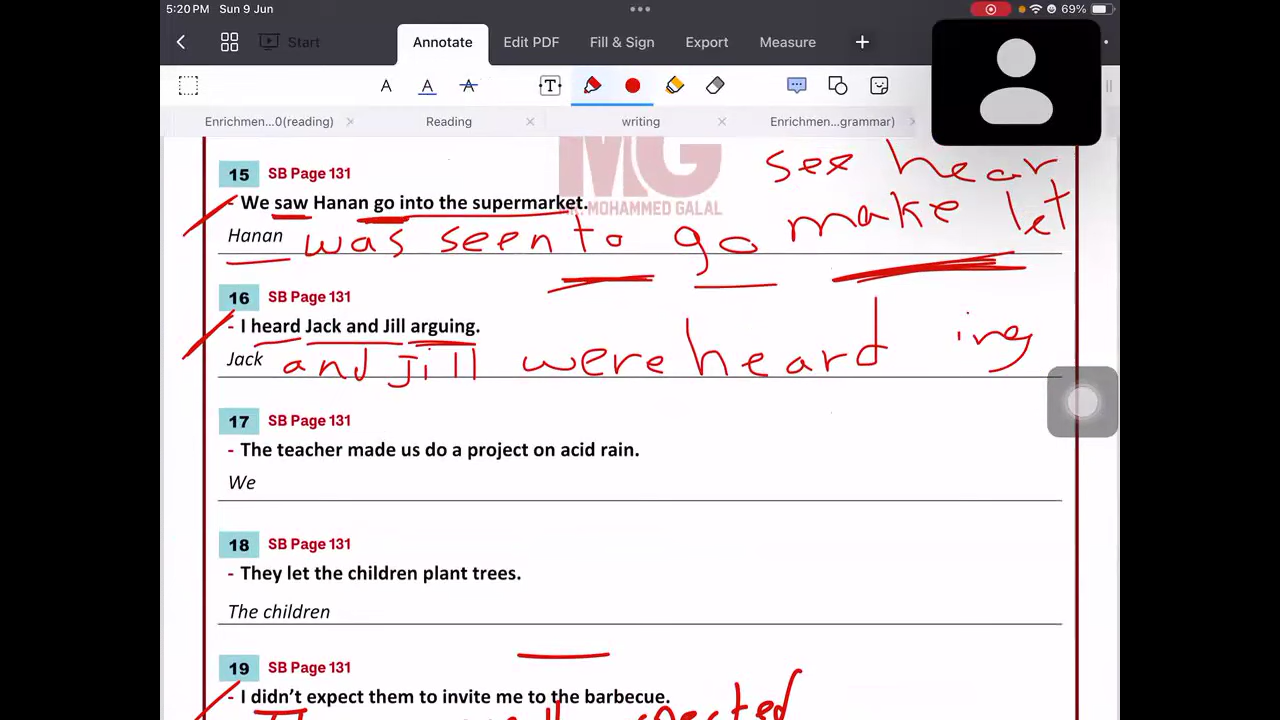 5:20 PM Sun 9 Jun 69%
Start Annotate Edit PDF Fill & Sign Export Measure
A A A T
Enrichmen...0(reading) Reading writing Enrichmen...grammar)
MG
MOHAMMED GALAL
see hear
make let
15 SB Page 131
- We saw Hanan go into the supermarket.
Hanan was seen to go
16 SB Page 131
- I heard Jack and Jill arguing.
Jack and jill were heard ing
17 SB Page 131
- The teacher made us do a project on acid rain.
We
18 SB Page 131
- They let the children plant trees.
The children
19 SB Page 131
- I didn't expect them to invite me to the barbecue.